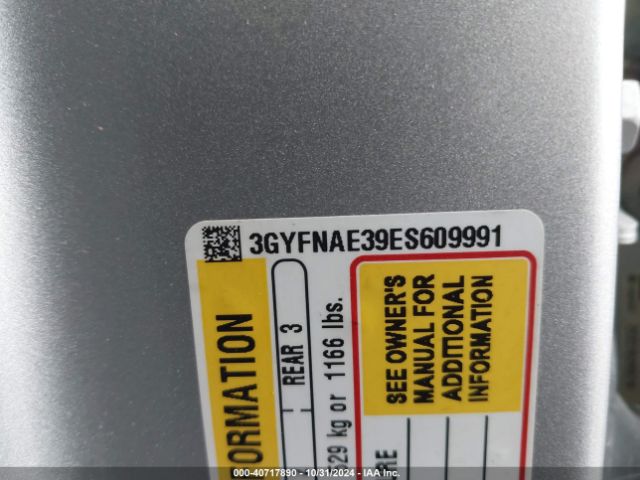 3GYFNAE39ES609991
ORMATION
REAR 3
29 kg or 1166 lbs.
RE
SEE OWNER'S
MANUAL FOR
ADDITIONAL
INFORMATION
000-40717890 - 10/31/2024 - IAA Inc.